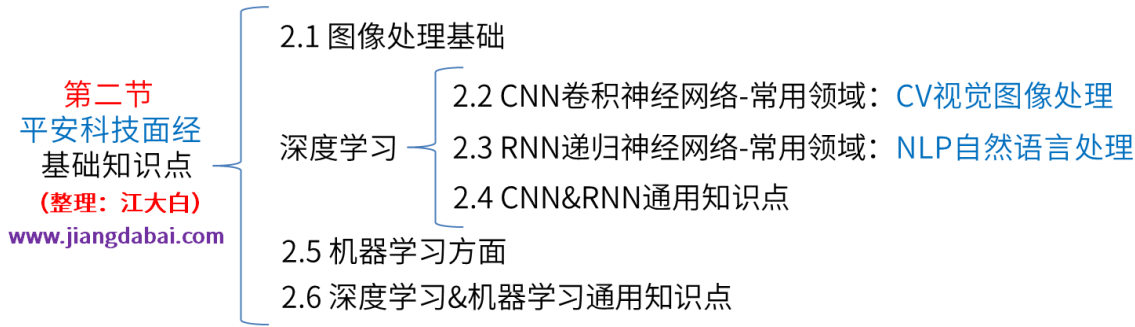 第二节
平安科技面经
基础知识点
（整理：江大白）
www.jiangdabai.com
2.1 图像处理基础
深度学习
2.2 CNN卷积神经网络-常用领域：CV视觉图像处理
2.3 RNN递归神经网络-常用领域：NLP自然语言处理
2.4 CNN&RNN通用知识点
2.5 机器学习方面
2.6 深度学习&机器学习通用知识点